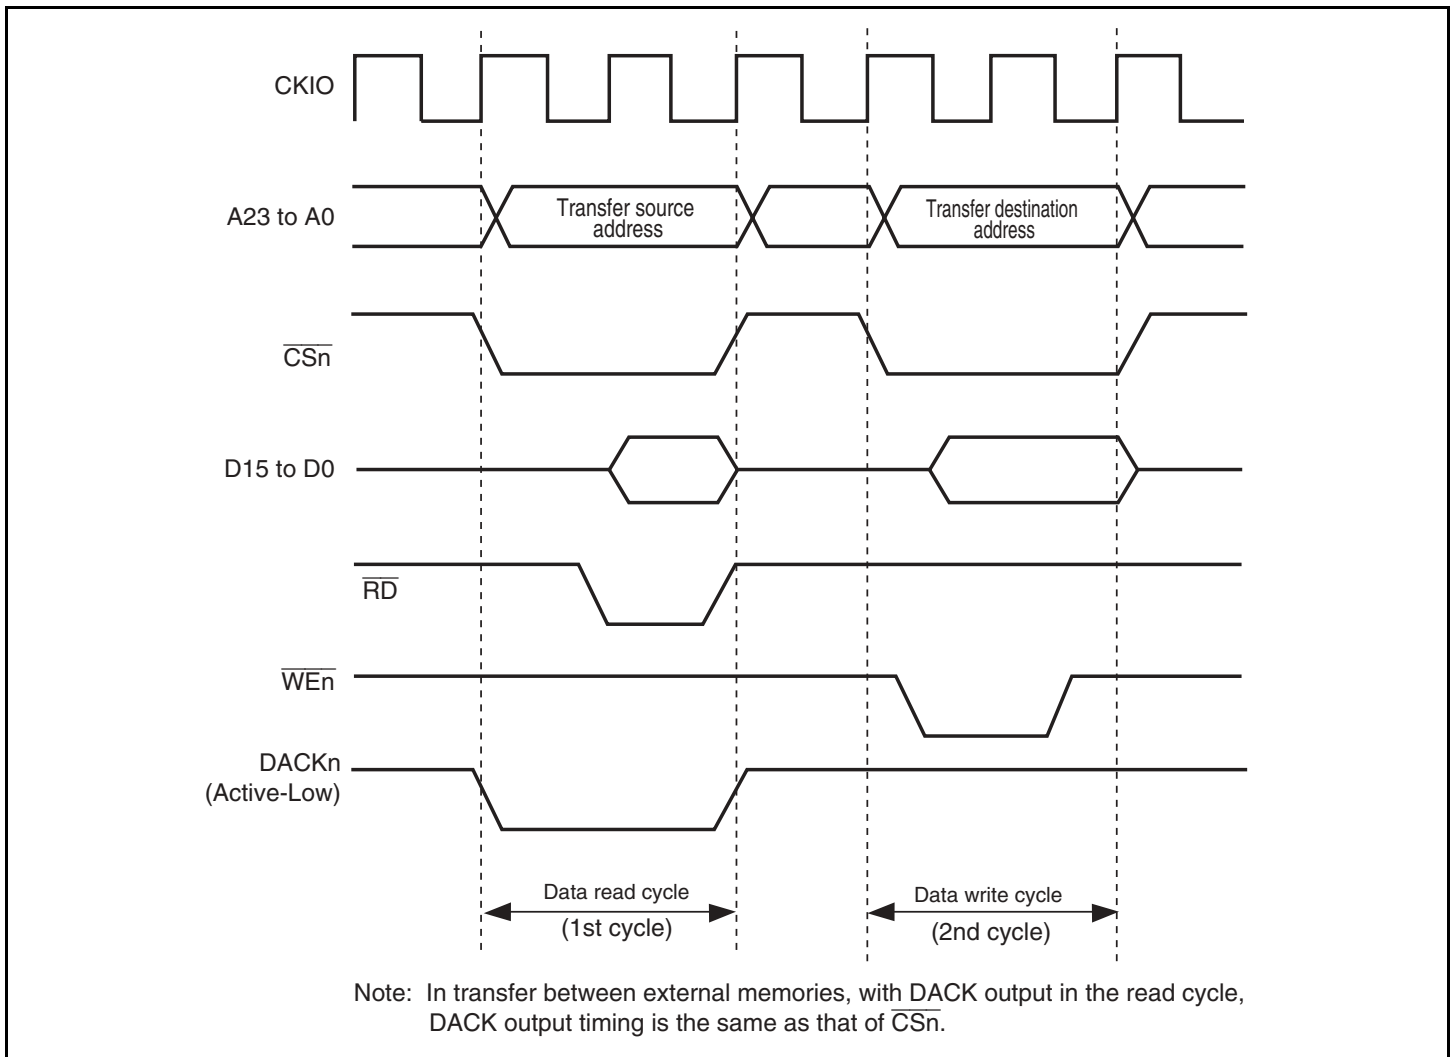 CKIO
A23 to A0
Transfer source
address
Transfer destination
address
CSn
D15 to D0
RD
WEn
DACKn
(Active-Low)
Data read cycle
(1st cycle)
Data write cycle
(2nd cycle)
Note: In transfer between external memories, with DACK output in the read cycle,
DACK output timing is the same as that of CSn.